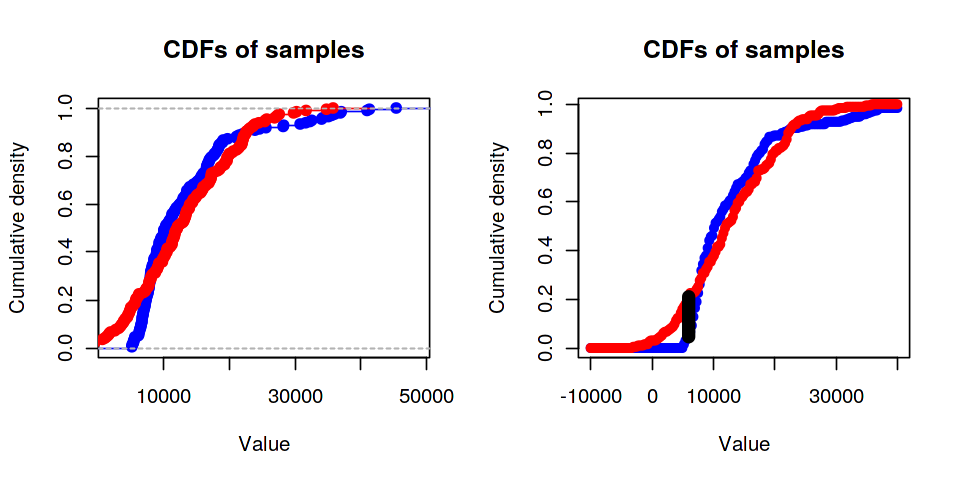 CDFs of samples
Cumulative density
0.0 0.2 0.4 0.6 0.8 1.0
10000 30000 50000
Value
CDFs of samples
Cumulative density
0.0 0.2 0.4 0.6 0.8 1.0
-10000 0 10000 30000
Value